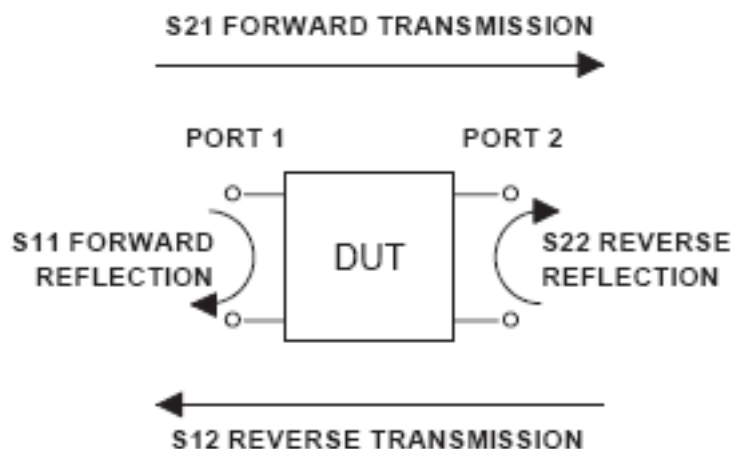 S21 FORWARD TRANSMISSION
PORT 1
PORT 2
S11 FORWARD
REFLECTION
DUT
S22 REVERSE
REFLECTION
S12 REVERSE TRANSMISSION